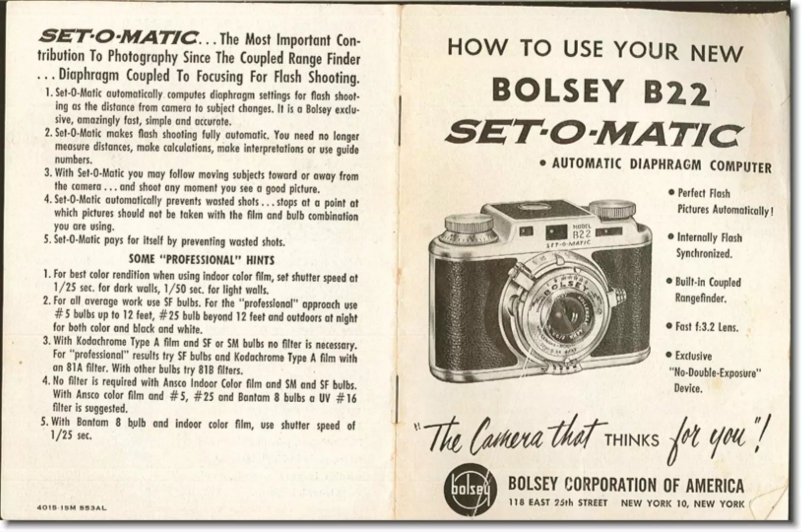 SET-O-MATIC... The Most Important Con-
tribution To Photography Since The Coupled Range Finder
... Diaphragm Coupled To Focusing For Flash Shooting.
1. Set-O-Matic automatically computes diaphragm settings for flash shoot-
ing as the distance from camera to subject changes. It is a Bolsey exclu-
sive, amazingly fast, simple and accurate.
2. Set-O-Matic makes flash shooting fully automatic. You need no longer
measure distances, make calculations, make interpretations or use guide
numbers.
3. With Set-O-Matic you may follow moving subjects toward or away from
the camera ... and shoot any moment you see a good picture.
4. Set-O-Matic automatically prevents wasted shots ... stops at a point at
which pictures should not be taken with the film and bulb combination
you are using.
5. Set-O-Matic pays for itself by preventing wasted shots.
SOME "PROFESSIONAL" HINTS
1. For best color rendition when using indoor color film, set shutter speed at
1/25 sec. for dark walls, 1/50 sec. for light walls.
2. For all average work use SF bulbs. For the "professional" approach use
#5 bulbs up to 12 feet, #25 bulb beyond 12 feet and outdoors at night
for both color and black and white.
3. With Kodachrome Type A film and SF or SM bulbs no filter is necessary.
For "professional" results try SF bulbs and Kodachrome Type A film with
an 81A filter. With other bulbs try 81B filters.
4. No filter is required with Ansco Indoor Color film and SM and SF bulbs.
With Ansco color film and #5, #25 and Bantam 8 bulbs a UV #16
filter is suggested.
5. With Bantam 8 bulb and indoor color film, use shutter speed of
1/25 sec.
4015-15M 853AL
HOW TO USE YOUR NEW
BOLSEY B22
SET-O-MATIC
• AUTOMATIC DIAPHRAGM COMPUTER
• Perfect Flash
Pictures Automatically!
• Internally Flash
Synchronized.
• Built-in Coupled
Rangefinder.
• Fast f:3.2 Lens.
• Exclusive
"No-Double-Exposure"
Device.
MODEL
B22
SET-O-MATIC
BOLSEY
"The Camera that THINKS for you"!
bolsey
BOLSEY CORPORATION OF AMERICA
118 EAST 25th STREET NEW YORK 10, NEW YORK